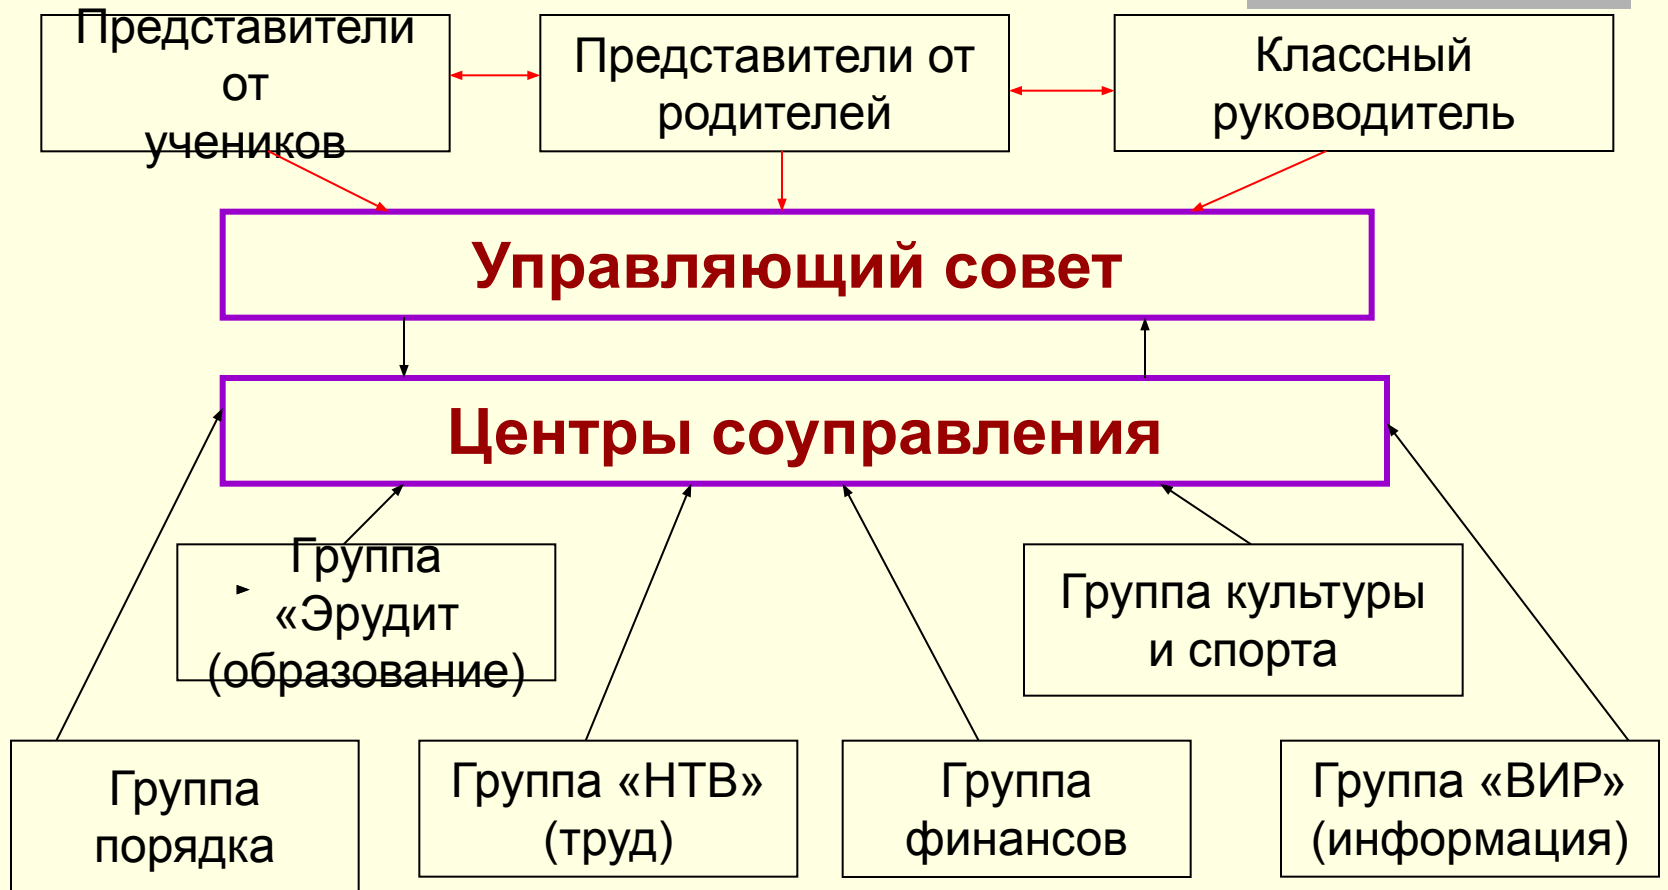 Представители
от
учеников
Представители от
родителей
Классный
руководитель
Управляющий совет
Центры соуправления
Группа
«Эрудит
(образование)
Группа культуры
и спорта
Группа
порядка
Группа «НТВ»
(труд)
Группа
финансов
Группа «ВИР»
(информация)